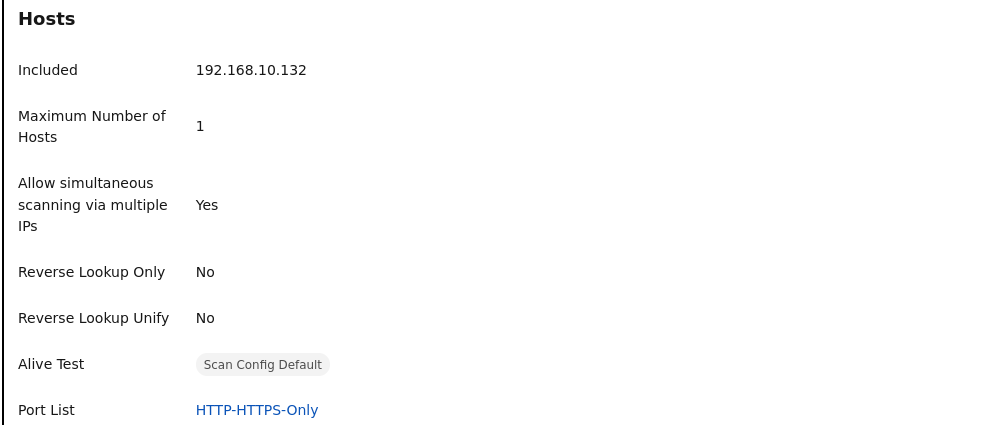 Hosts
Included 192.168.10.132
Maximum Number of
Hosts 1
Allow simultaneous
scanning via multiple Yes
IPs
Reverse Lookup Only No
Reverse Lookup Unify No
Alive Test Scan Config Default
Port List HTTP-HTTPS-Only